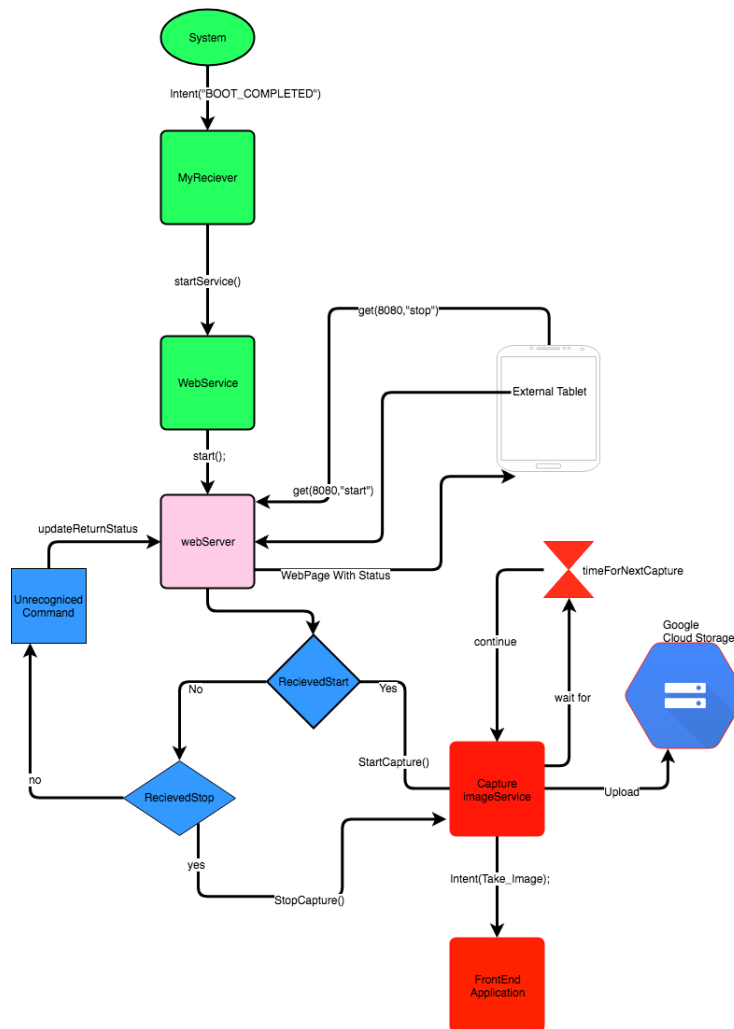 System
Intent("BOOT_COMPLETED")
MyReciever
startService()
get(8080,"stop")
WebService
External Tablet
start();
get(8080,"start")
updateReturnStatus
webServer
WebPage With Status
timeForNextCapture
Unrecogniced
Command
Google
Cloud Storage
continue
RecievedStart
No
Yes
wait for
StartCapture()
no
RecievedStop
Capture
imageService
Upload
yes
Intent(Take_Image);
StopCapture()
FrontEnd
Application